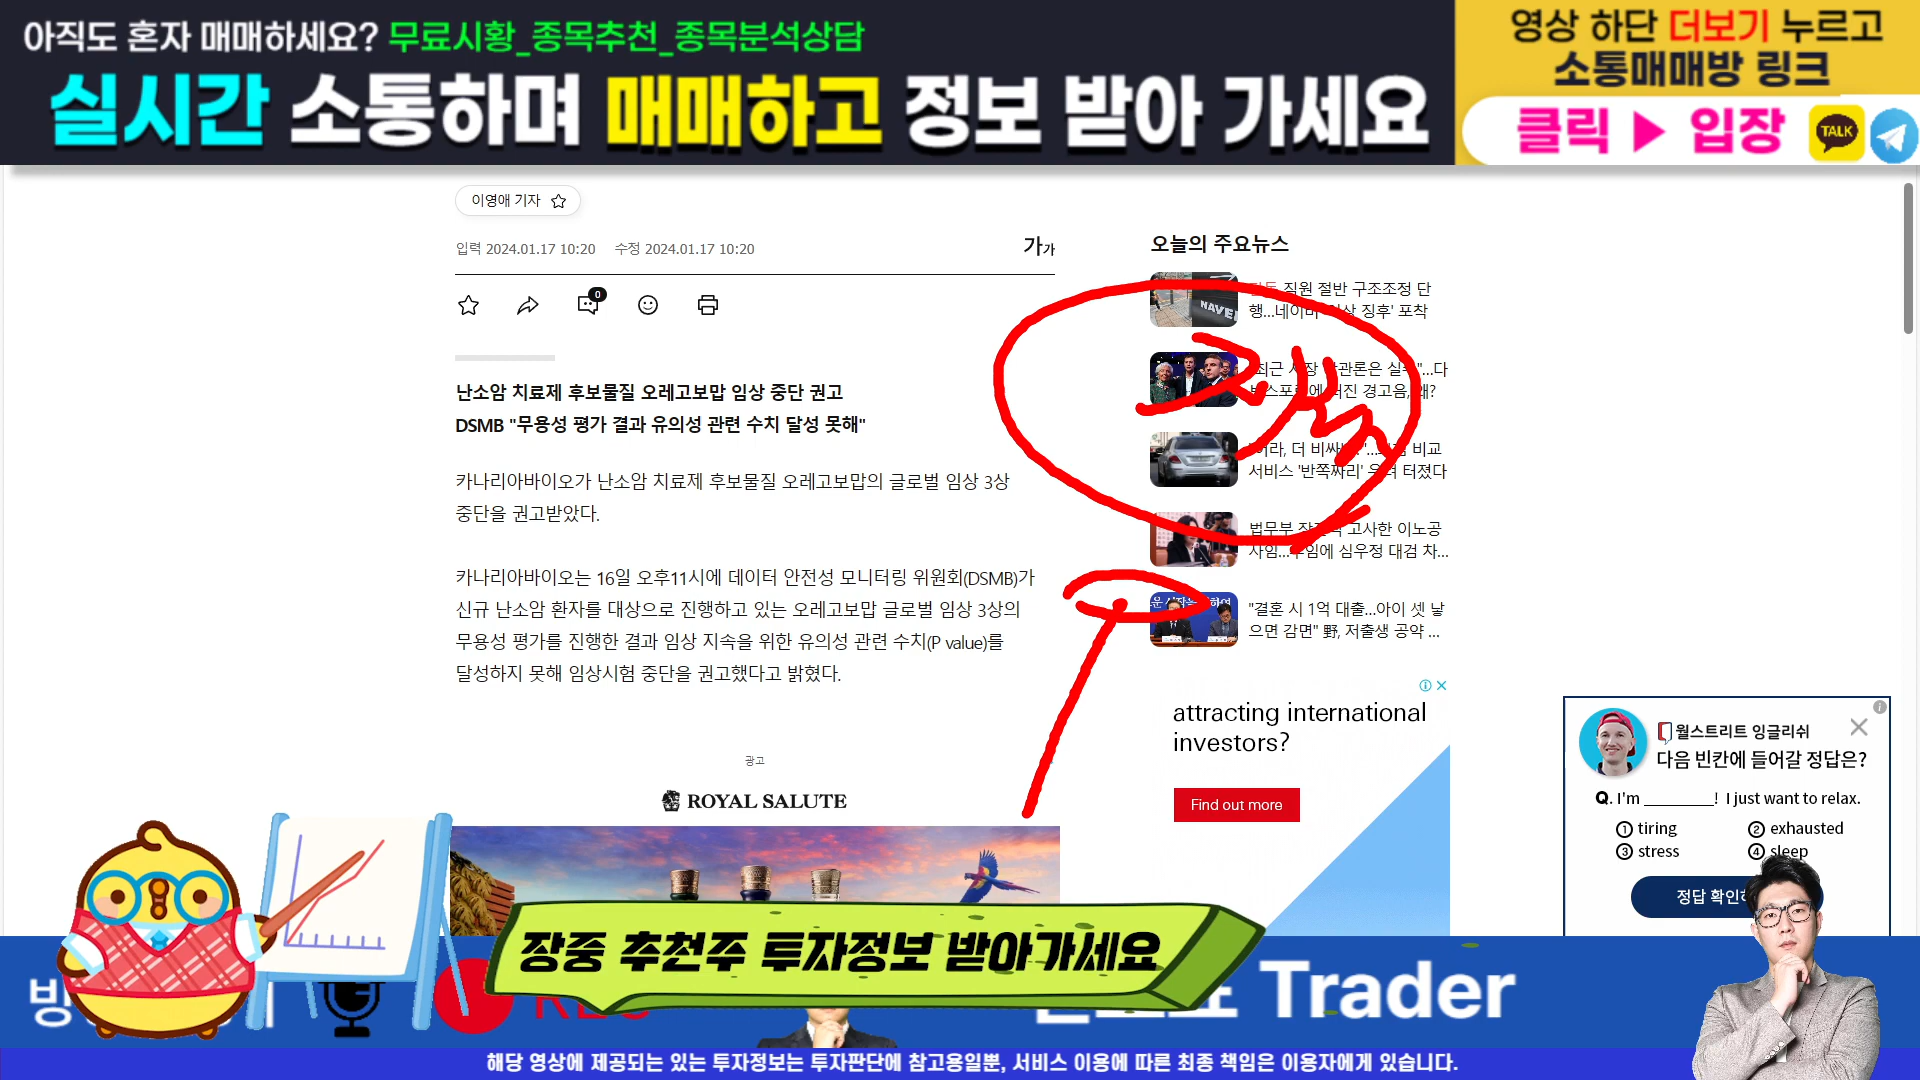 아직도 혼자 매매하세요? 무료시황_종목추천_종목분석상담
실시간 소통하며 매매하고 정보 받아 가세요
영상 하단 더보기 누르고
소통매매방 링크
클릭 ▶ 입장
TALK
이영애 기자
입력 2024.01.17 10:20 수정 2024.01.17 10:20
가가
0
난소암 치료제 후보물질 오레고보맙 임상 중단 권고
DSMB "무용성 평가 결과 유의성 관련 수치 달성 못해"
카나리아바이오가 난소암 치료제 후보물질 오레고보맙의 글로벌 임상 3상
중단을 권고받았다.
카나리아바이오는 16일 오후11시에 데이터 안전성 모니터링 위원회(DSMB)가
신규 난소암 환자를 대상으로 진행하고 있는 오레고보맙 글로벌 임상 3상의
무용성 평가를 진행한 결과 임상 지속을 위한 유의성 관련 수치(P value)를
달성하지 못해 임상시험 중단을 권고했다고 밝혔다.
광고
ROYAL SALUTE
오늘의 주요뉴스
직원 절반 구조조정 단
행...네이버 징후' 포착
최근 시장
경고음,
더 비교
서비스 '반쪽짜리' 터졌다
법무부 고사한 이노공
심우정 대검 차...
"결혼 시 1억 대출...아이 셋 낳
으면 감면" 野, 저출생 공약 ...
attracting international
investors?
Find out more
월스트리트 잉글리쉬
다음 빈칸에 들어갈 정답은?
Q. I'm ________! I just want to relax.
① tiring ② exhausted
③ stress ④ sleep
정답
장중 추천주 투자정보 받아가세요
Trader
해당 영상에 제공되는 있는 투자정보는 투자판단에 참고용일뿐, 서비스 이용에 따른 최종 책임은 이용자에게 있습니다.